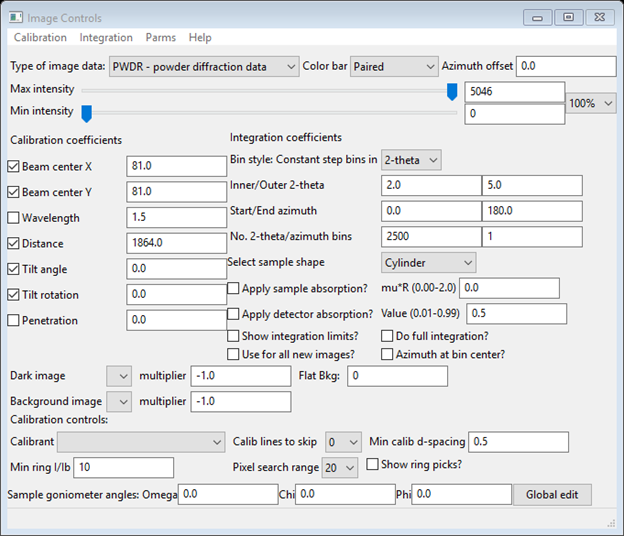 Image Controls
Calibration Integration Parms Help
Type of image data: PWDR - powder diffraction data Color bar Paired Azimuth offset 0.0
Max intensity 5046
Min intensity 0 100%
Calibration coefficients Integration coefficients
Beam center X 81.0 Bin style: Constant step bins in 2-theta
Beam center Y 81.0 Inner/Outer 2-theta 2.0 5.0
Wavelength 1.5 Start/End azimuth 0.0 180.0
Distance 1864.0 No. 2-theta/azimuth bins 2500 1
Tilt angle 0.0 Select sample shape Cylinder
Tilt rotation 0.0 Apply sample absorption? mu*R (0.00-2.0) 0.0
Penetration 0.0 Apply detector absorption? Value (0.01-0.99) 0.5
Show integration limits? Do full integration?
Use for all new images? Azimuth at bin center?
Dark image multiplier -1.0 Flat Bkg: 0
Background image multiplier -1.0
Calibration controls:
Calibrant Calib lines to skip 0 Min calib d-spacing 0.5
Min ring I/Ib 10 Pixel search range 20 Show ring picks?
Sample goniometer angles: Omega 0.0 Chi 0.0 Phi 0.0 Global edit